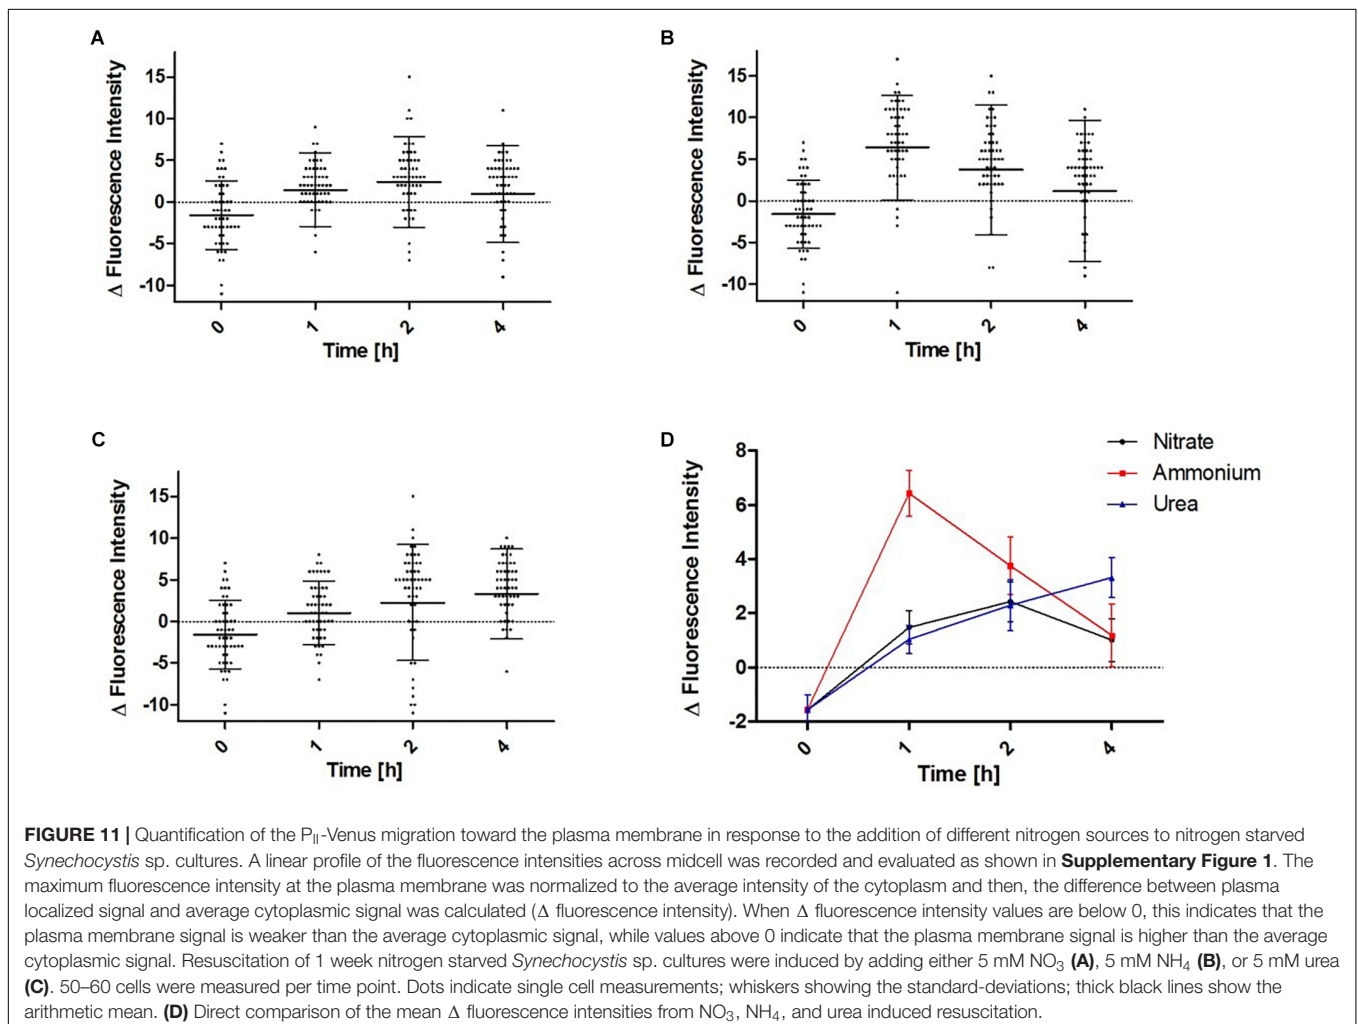 A
Δ Fluorescence Intensity
15
10
5
0
-5
-10
0
1
2
4
Time [h]
B
Δ Fluorescence Intensity
15
10
5
0
-5
-10
0
1
2
4
Time [h]
C
Δ Fluorescence Intensity
15
10
5
0
-5
-10
0
1
2
4
Time [h]
D
Δ Fluorescence Intensity
8
6
4
2
0
-2
0
1
2
4
Time [h]
Nitrate
Ammonium
Urea
FIGURE 11 | Quantification of the PII-Venus migration toward the plasma membrane in response to the addition of different nitrogen sources to nitrogen starved
Synechocystis sp. cultures. A linear profile of the fluorescence intensities across midcell was recorded and evaluated as shown in Supplementary Figure 1. The
maximum fluorescence intensity at the plasma membrane was normalized to the average intensity of the cytoplasm and then, the difference between plasma
localized signal and average cytoplasmic signal was calculated (Δ fluorescence intensity). When Δ fluorescence intensity values are below 0, this indicates that the
plasma membrane signal is weaker than the average cytoplasmic signal, while values above 0 indicate that the plasma membrane signal is higher than the average
cytoplasmic signal. Resuscitation of 1 week nitrogen starved Synechocystis sp. cultures were induced by adding either 5 mM NO3 (A), 5 mM NH4 (B), or 5 mM urea
(C). 50–60 cells were measured per time point. Dots indicate single cell measurements; whiskers showing the standard-deviations; thick black lines show the
arithmetic mean. (D) Direct comparison of the mean Δ fluorescence intensities from NO3, NH4, and urea induced resuscitation.